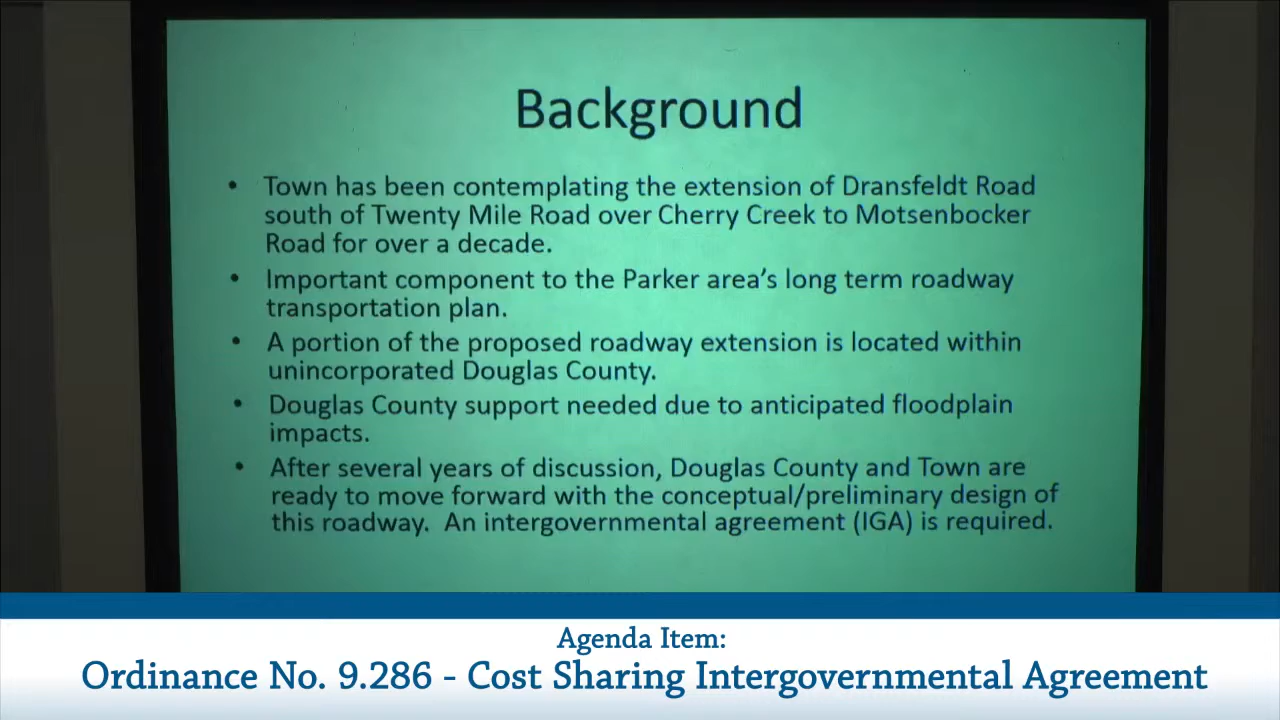 Background
• Town has been contemplating the extension of Dransfeldt Road
south of Twenty Mile Road over Cherry Creek to Motsenbocker
Road for over a decade.
• Important component to the Parker area's long term roadway
transportation plan.
• A portion of the proposed roadway extension is located within
unincorporated Douglas County.
• Douglas County support needed due to anticipated floodplain
impacts.
• After several years of discussion, Douglas County and Town are
ready to move forward with the conceptual/preliminary design of
this roadway. An intergovernmental agreement (IGA) is required.
Agenda Item:
Ordinance No. 9.286 - Cost Sharing Intergovernmental Agreement